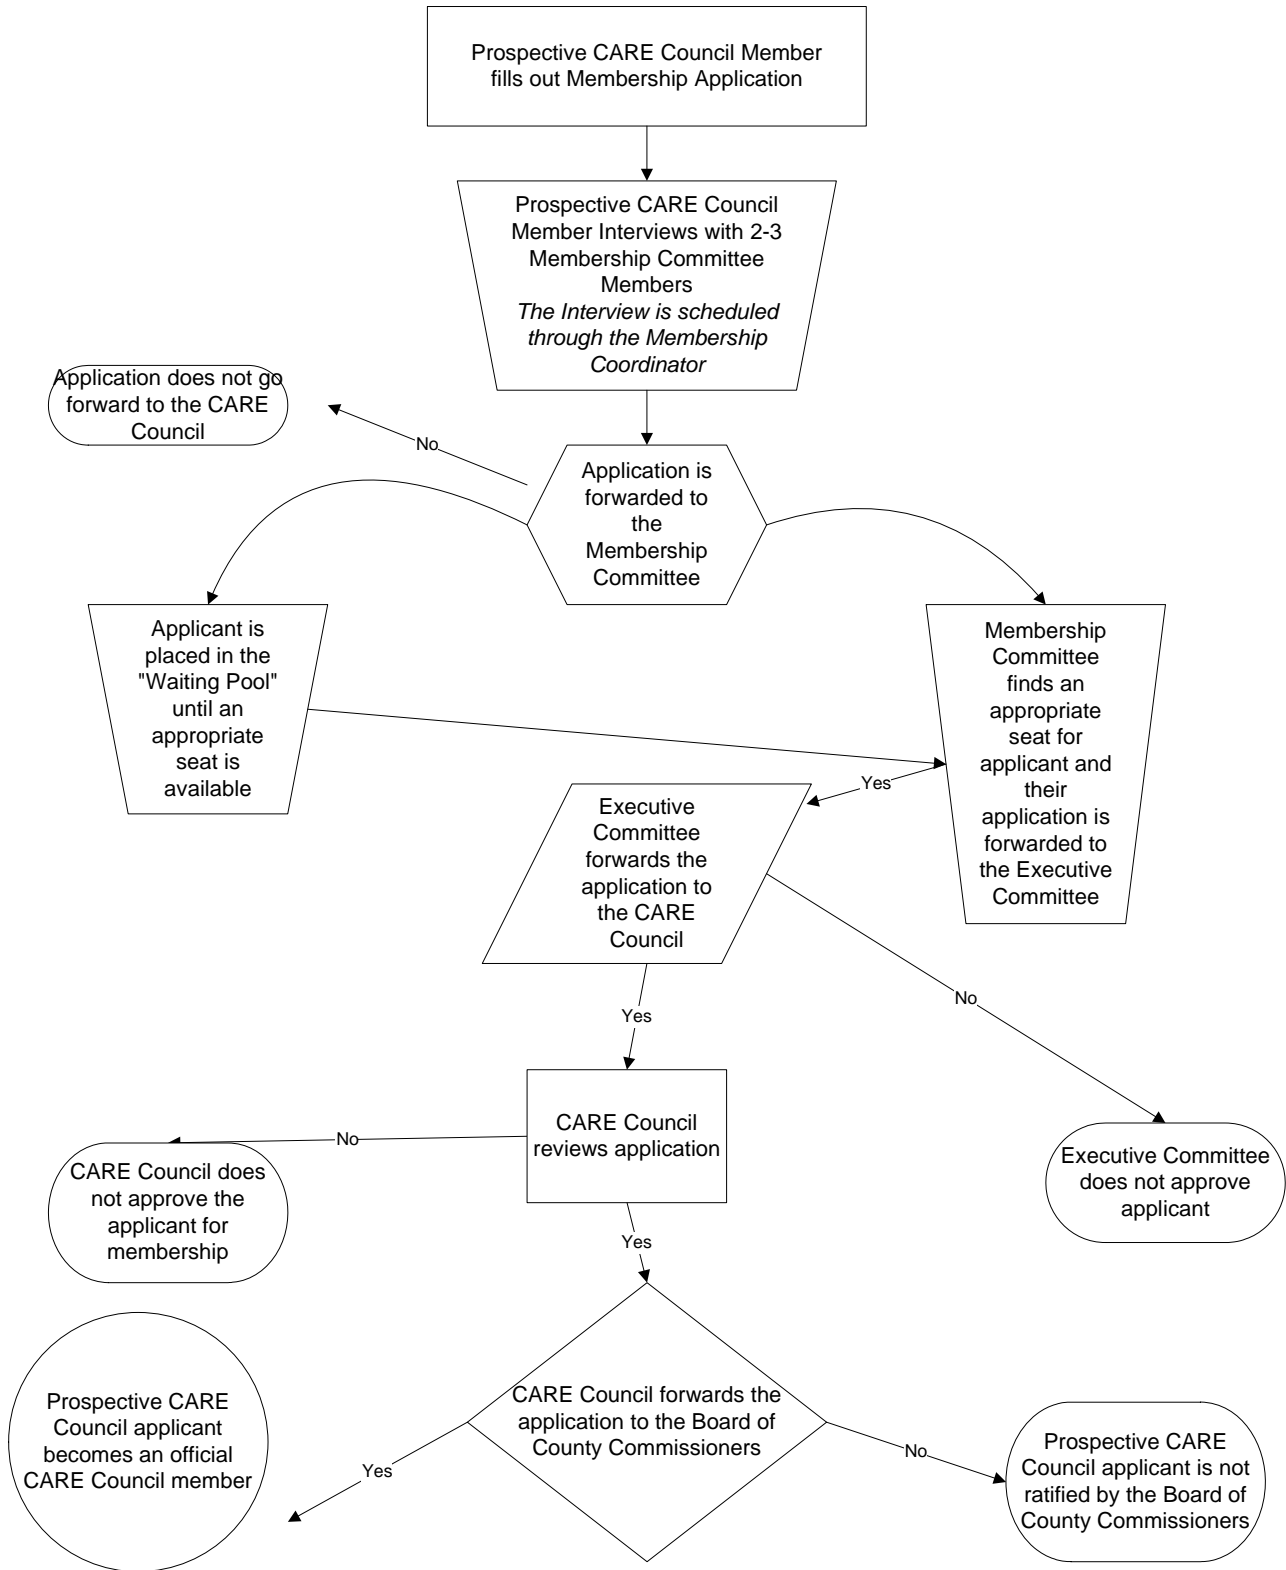 Prospective CARE Council Member
fills out Membership Application
Prospective CARE Council
Member Interviews with 2-3
Membership Committee
Members
The Interview is scheduled
through the Membership
Coordinator
Application does not go
forward to the CARE
Council
No
Application is
forwarded to
the
Membership
Committee
Applicant is
placed in the
"Waiting Pool"
until an
appropriate
seat is
available
Membership
Committee
finds an
appropriate
seat for
applicant and
their
application is
forwarded to
the Executive
Committee
Yes
Executive
Committee
forwards the
application to
the CARE
Council
No
Yes
CARE Council
reviews application
No
CARE Council does
not approve the
applicant for
membership
Executive Committee
does not approve
applicant
Yes
Prospective CARE
Council applicant
becomes an official
CARE Council member
CARE Council forwards the
application to the Board of
County Commissioners
Yes
No
Prospective CARE
Council applicant is not
ratified by the Board of
County Commissioners